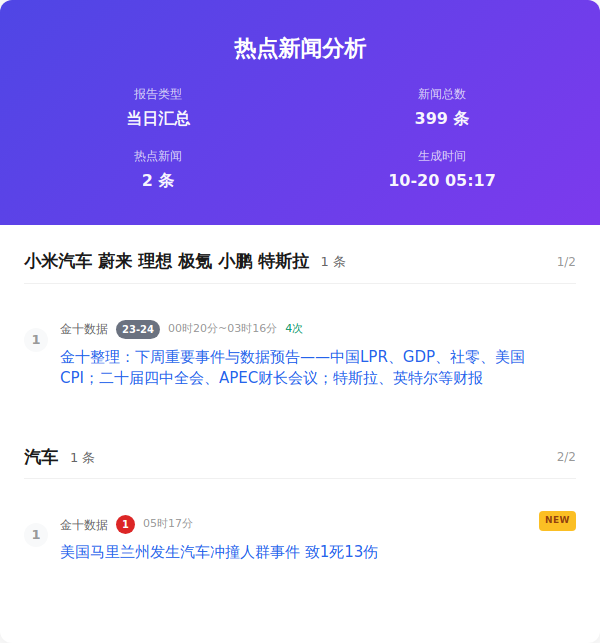 热点新闻分析
报告类型
新闻总数
当日汇总
399 条
热点新闻
生成时间
2 条
10-20 05:17
小米汽车 蔚来 理想 极氪 小鹏 特斯拉 1 条 1/2
1 金十数据 23-24 00时20分~03时16分 4次
金十整理：下周重要事件与数据预告——中国LPR、GDP、社零、美国
CPI；二十届四中全会、APEC财长会议；特斯拉、英特尔等财报
汽车 1 条 2/2
1 金十数据 1 05时17分 NEW
美国马里兰州发生汽车冲撞人群事件 致1死13伤